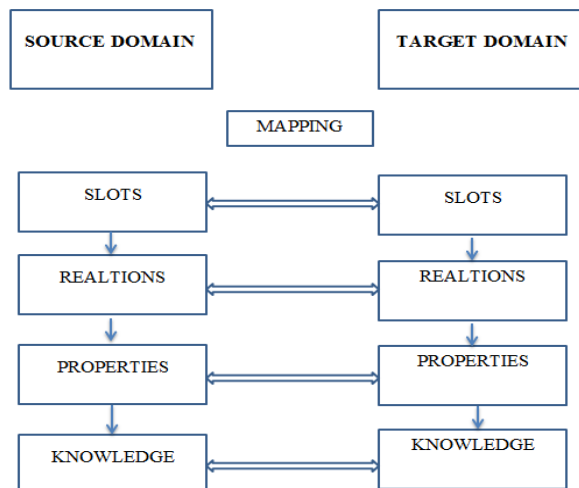 SOURCE DOMAIN
TARGET DOMAIN
MAPPING
SLOTS
SLOTS
REALTIONS
REALTIONS
PROPERTIES
PROPERTIES
KNOWLEDGE
KNOWLEDGE